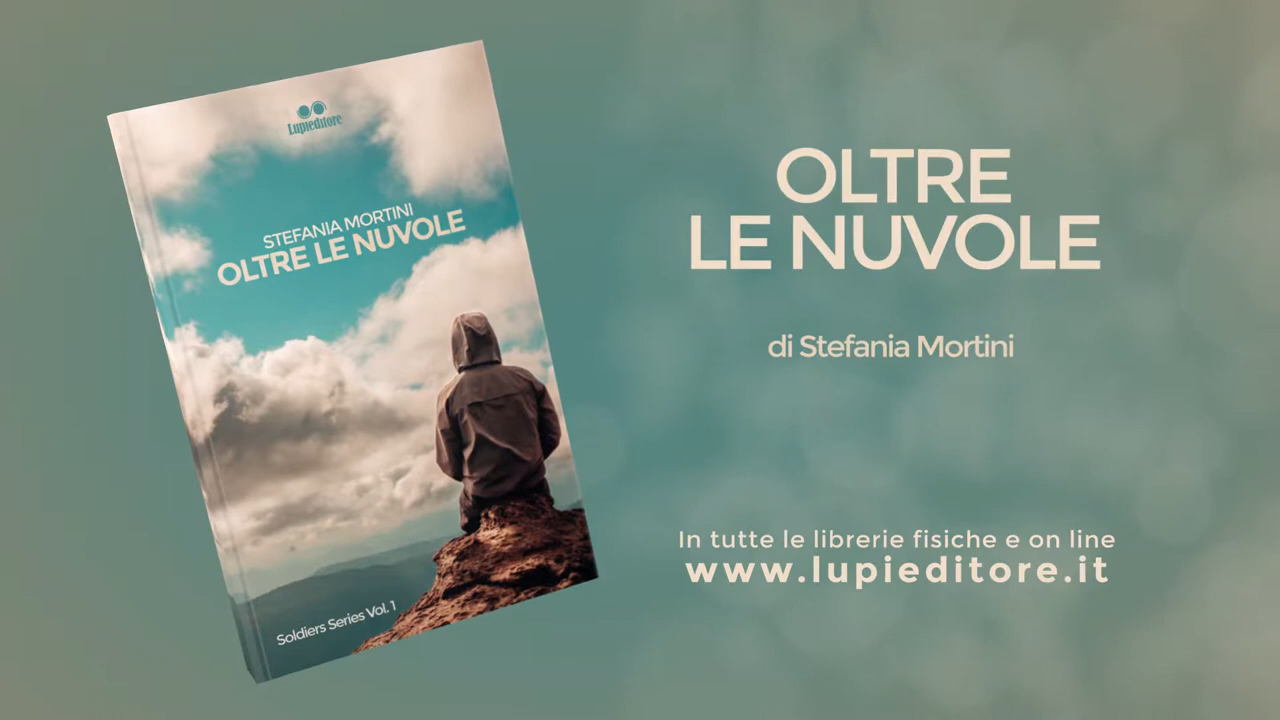 Lupieditore
STEFANIA MORTINI
OLTRE LE NUVOLE
Soldiers Series Vol. 1
OLTRE
LE NUVOLE
di Stefania Mortini
In tutte le librerie fisiche e on line
www.lupieditore.it